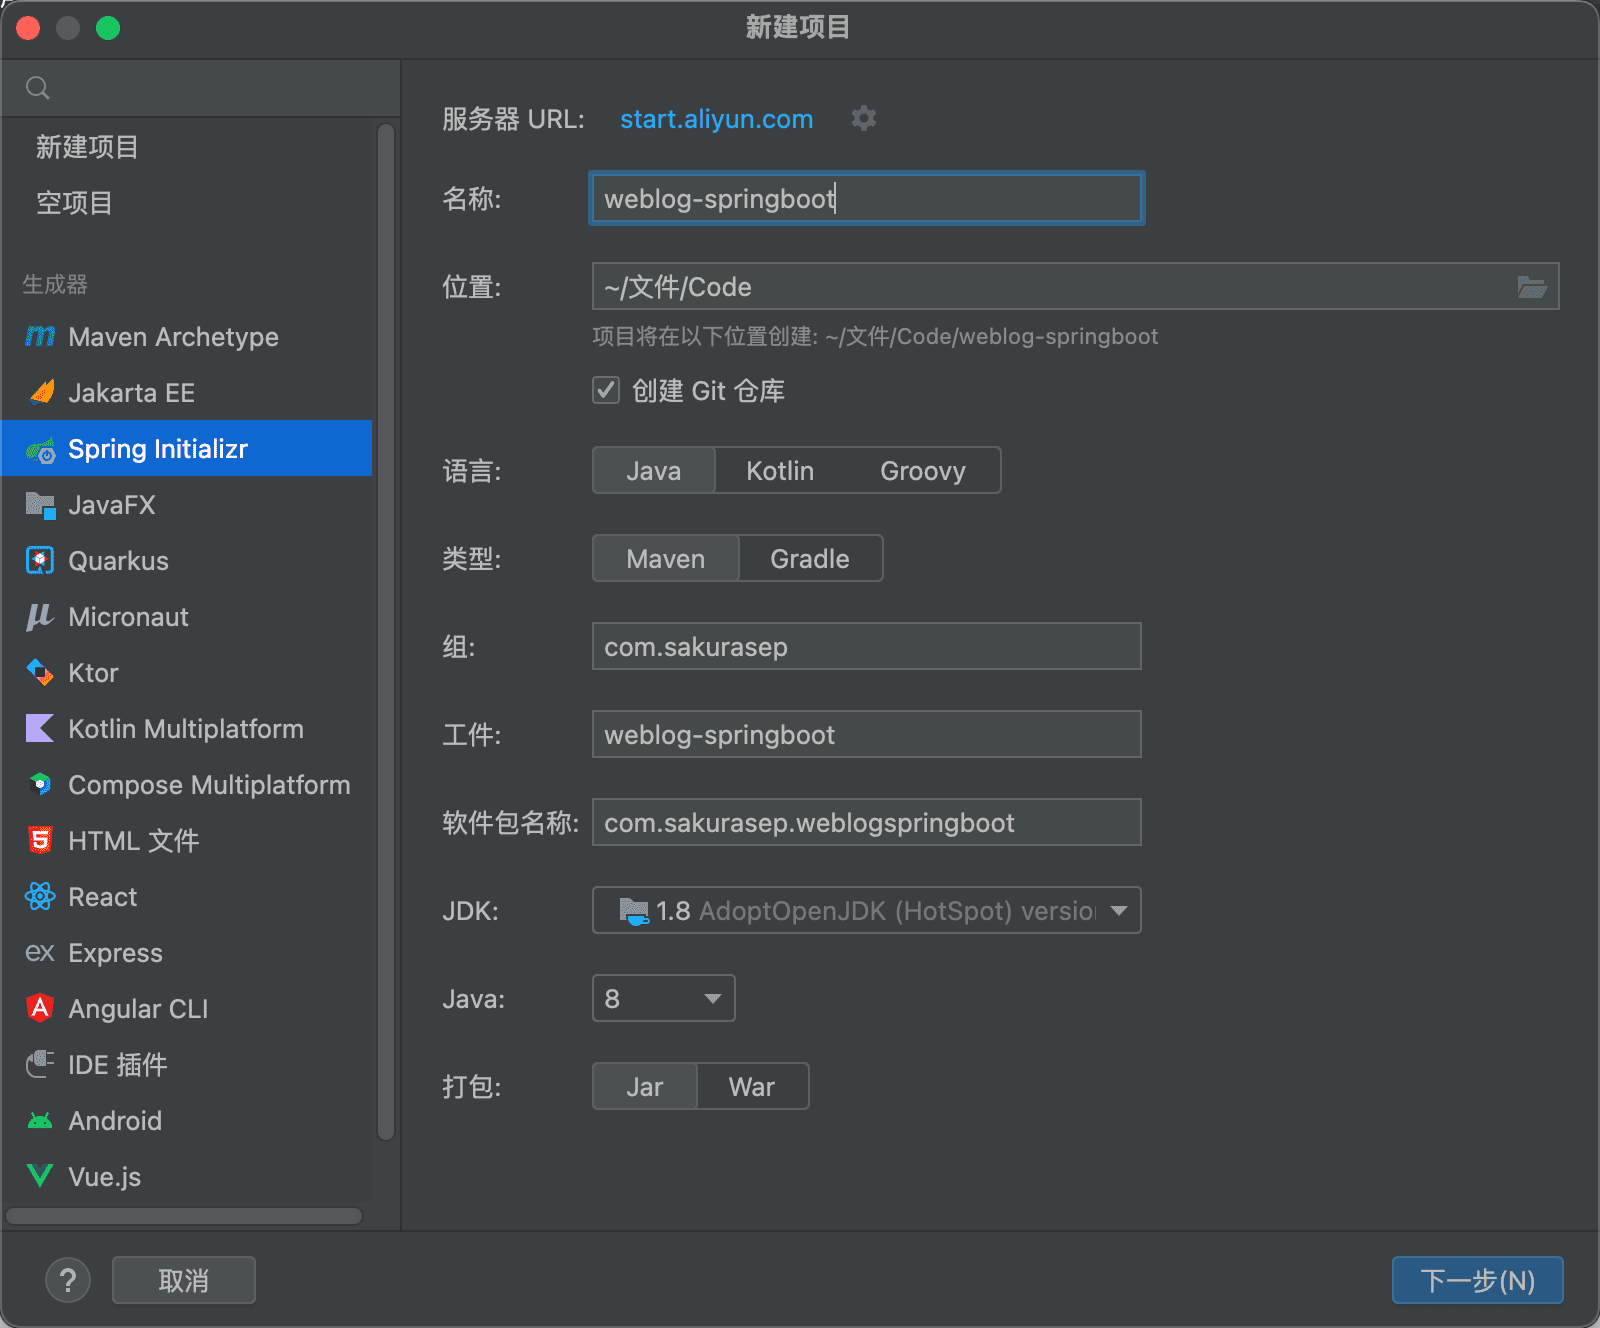 新建项目
新建项目
空项目
生成器
Maven Archetype
Jakarta EE
Spring Initializr
JavaFX
Quarkus
Micronaut
Ktor
Kotlin Multiplatform
Compose Multiplatform
HTML 文件
React
ex Express
Angular CLI
IDE 插件
Android
Vue.js
服务器 URL: start.aliyun.com
名称: weblog-springboot
位置: ~/文件/Code
项目将在以下位置创建: ~/文件/Code/weblog-springboot
创建 Git 仓库
语言: Java Kotlin Groovy
类型: Maven Gradle
组: com.sakurasep
工件: weblog-springboot
软件包名称: com.sakurasep.weblogspringboot
JDK: 1.8 AdoptOpenJDK (HotSpot) versio
Java: 8
打包: Jar War
? 取消 下一步(N)